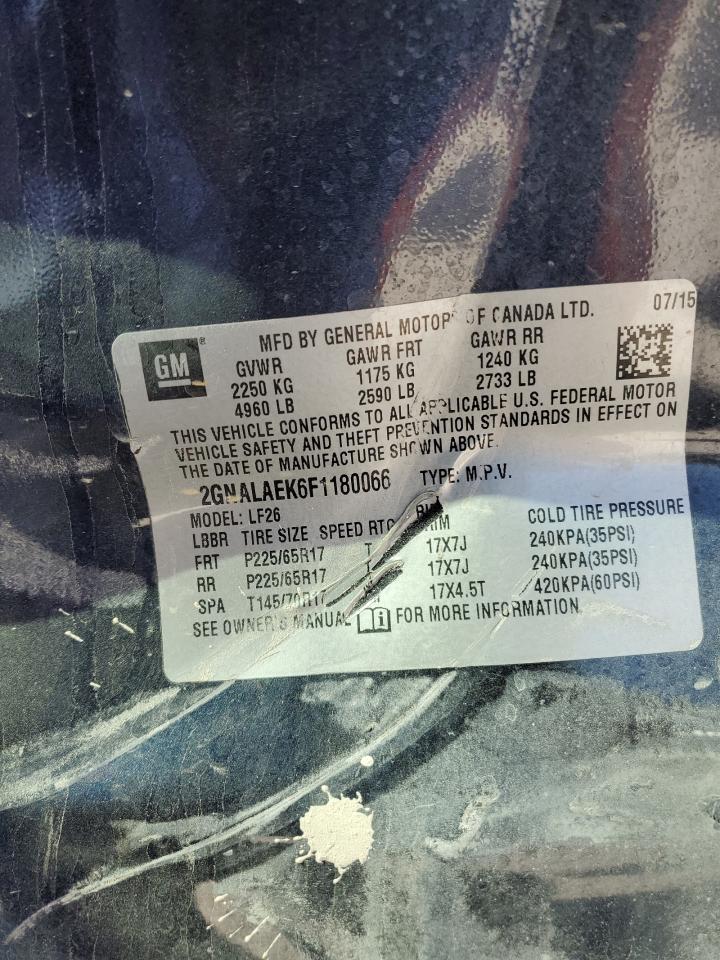 07/15
GM®
MFD BY GENERAL MOTORS OF CANADA LTD.
GVWR GAWR FRT GAWR RR
2250 KG 1175 KG 1240 KG
4960 LB 2590 LB 2733 LB
THIS VEHICLE CONFORMS TO ALL APPLICABLE U.S. FEDERAL MOTOR
VEHICLE SAFETY AND THEFT PREVENTION STANDARDS IN EFFECT ON
THE DATE OF MANUFACTURE SHOWN ABOVE.
2GNALAEK6F1180066 TYPE: M.P.V.
MODEL: LF26
LBBR TIRE SIZE SPEED RTG RIM COLD TIRE PRESSURE
FRT P225/65R17 T 17X7J 240KPA(35PSI)
RR P225/65R17 17X7J 240KPA(35PSI)
SPA T145/70R17 17X4.5T 420KPA(60PSI)
SEE OWNER'S MANUAL FOR MORE INFORMATION